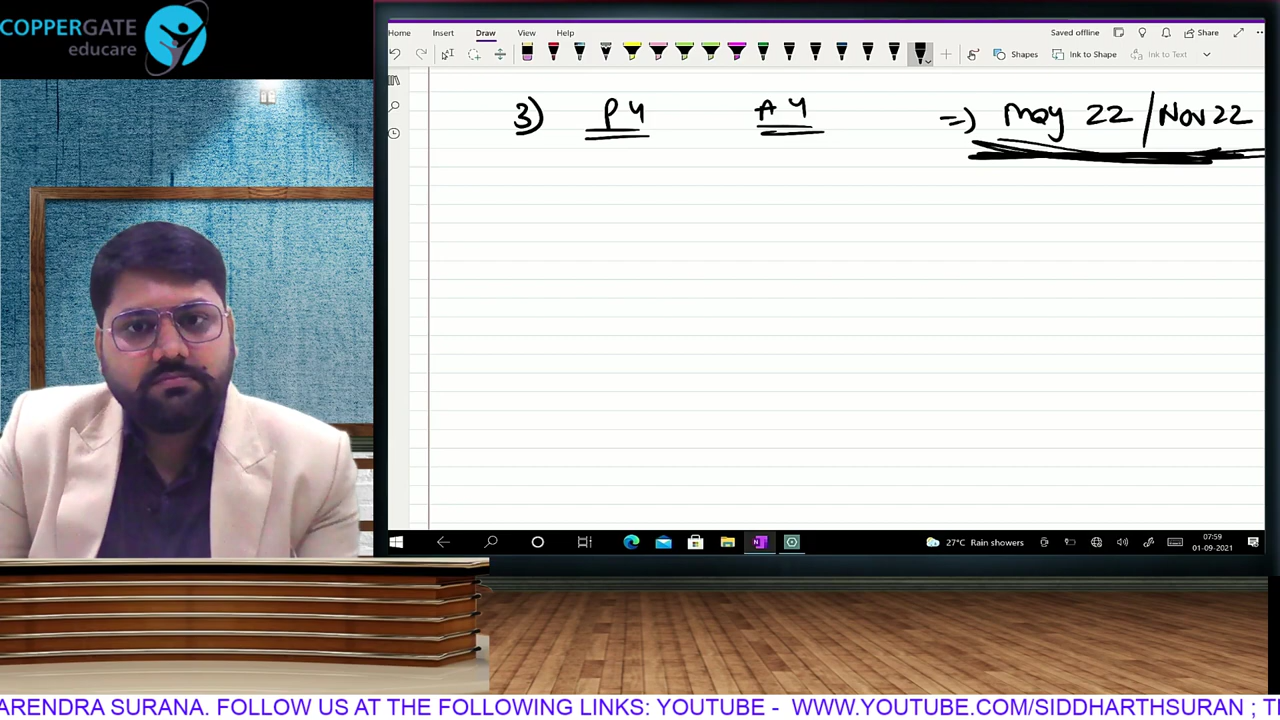 COPPERGATE
educare
Home Insert Draw View Help
Saved offline
Share
Shapes
Ink to Shape
Ink to Text
3) PY AY => May 22 / Nov 22
27°C Rain showers
07:59
01-09-2021
ARENDRA SURANA. FOLLOW US AT THE FOLLOWING LINKS: YOUTUBE - WWW.YOUTUBE.COM/SIDDHARTHSURAN ; T